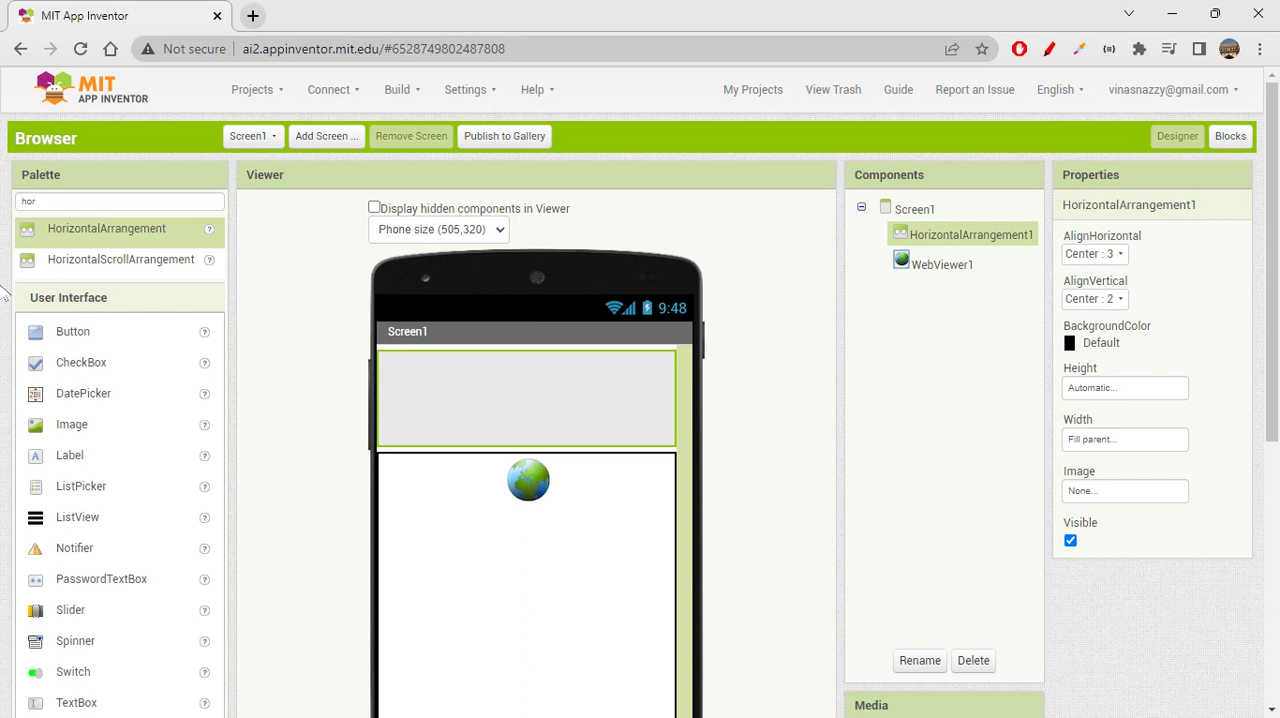 MIT App Inventor
Not secure ai2.appinventor.mit.edu/#6528749802487808
MIT
APP INVENTOR
Projects Connect Build Settings Help My Projects View Trash Guide Report an Issue English vinasnazzy@gmail.com
Browser Screen1 Add Screen ... Remove Screen Publish to Gallery Designer Blocks
Palette
hor
HorizontalArrangement ?
HorizontalScrollArrangement ?
User Interface
Button ?
CheckBox ?
DatePicker ?
Image ?
Label ?
ListPicker ?
ListView ?
Notifier ?
PasswordTextBox ?
Slider ?
Spinner ?
Switch ?
TextBox ?
Viewer
Display hidden components in Viewer
Phone size (505,320)
9:48
Screen1
Components
Screen1
HorizontalArrangement1
WebViewer1
Rename Delete
Media
Properties
HorizontalArrangement1
AlignHorizontal
Center : 3
AlignVertical
Center : 2
BackgroundColor
Default
Height
Automatic...
Width
Fill parent...
Image
None...
Visible